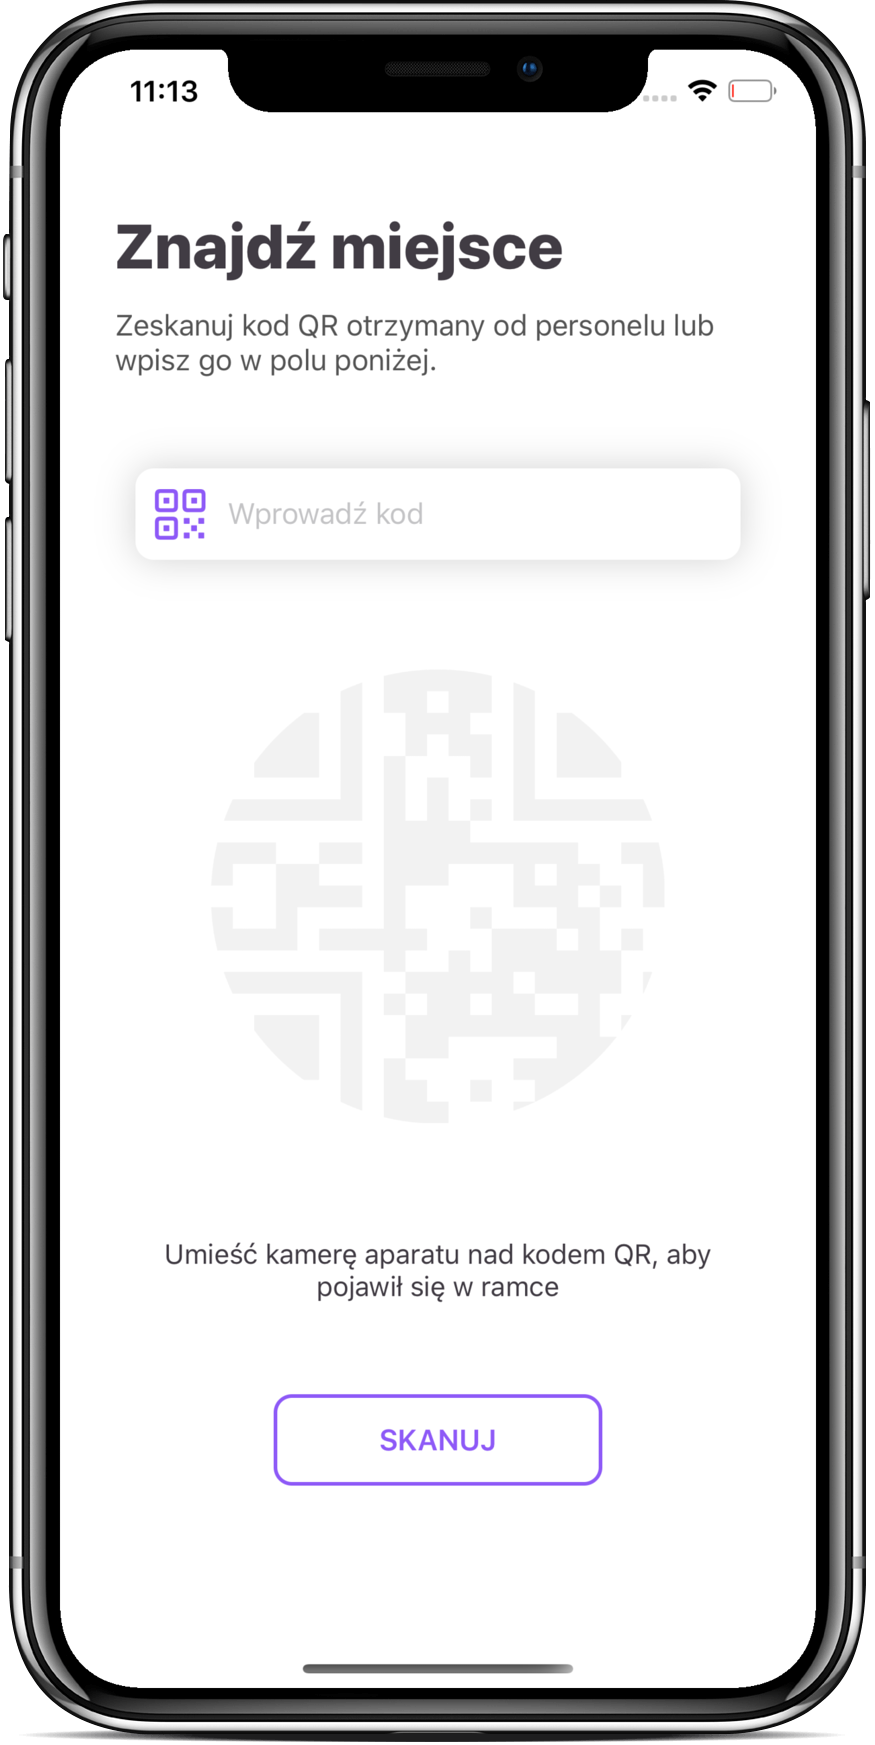 11:13
Znajdź miejsce
Zeskanuj kod QR otrzymany od personelu lub
wpisz go w polu poniżej.
Wprowadź kod
Umieść kamerę aparatu nad kodem QR, aby
pojawił się w ramce
SKANUJ